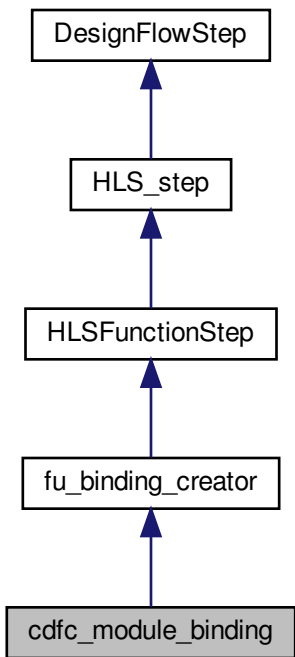 DesignFlowStep
HLS_step
HLSFunctionStep
fu_binding_creator
cdfc_module_binding